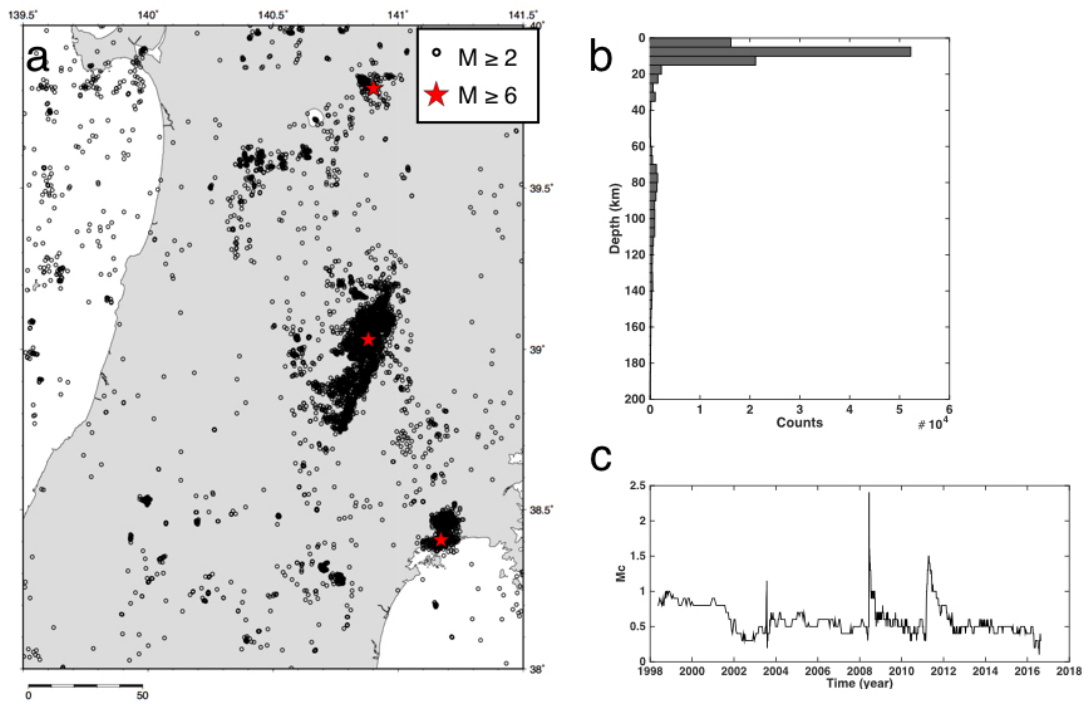 139.5° 140° 140.5° 141° 141.5°
40°
a
M ≥ 2
M ≥ 6
39.5°
39°
38.5°
38°
0 50
b
0
20
40
60
80
100
120
140
160
180
200
Depth (km)
0 1 2 3 4 5 6
Counts
# 10⁴
c
2.5
2
1.5
1
0.5
0
Mc
1998 2000 2002 2004 2006 2008 2010 2012 2014 2016 2018
Time (year)